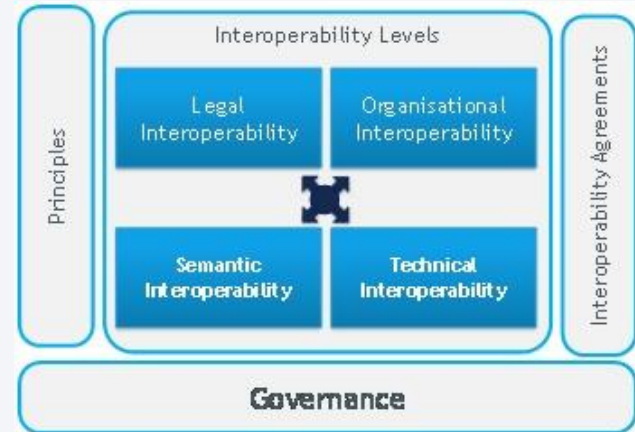 Interoperability Levels
Principles
Legal
Interoperability
Organisational
Interoperability
Semantic
Interoperability
Technical
Interoperability
Interoperability Agreements
Governance